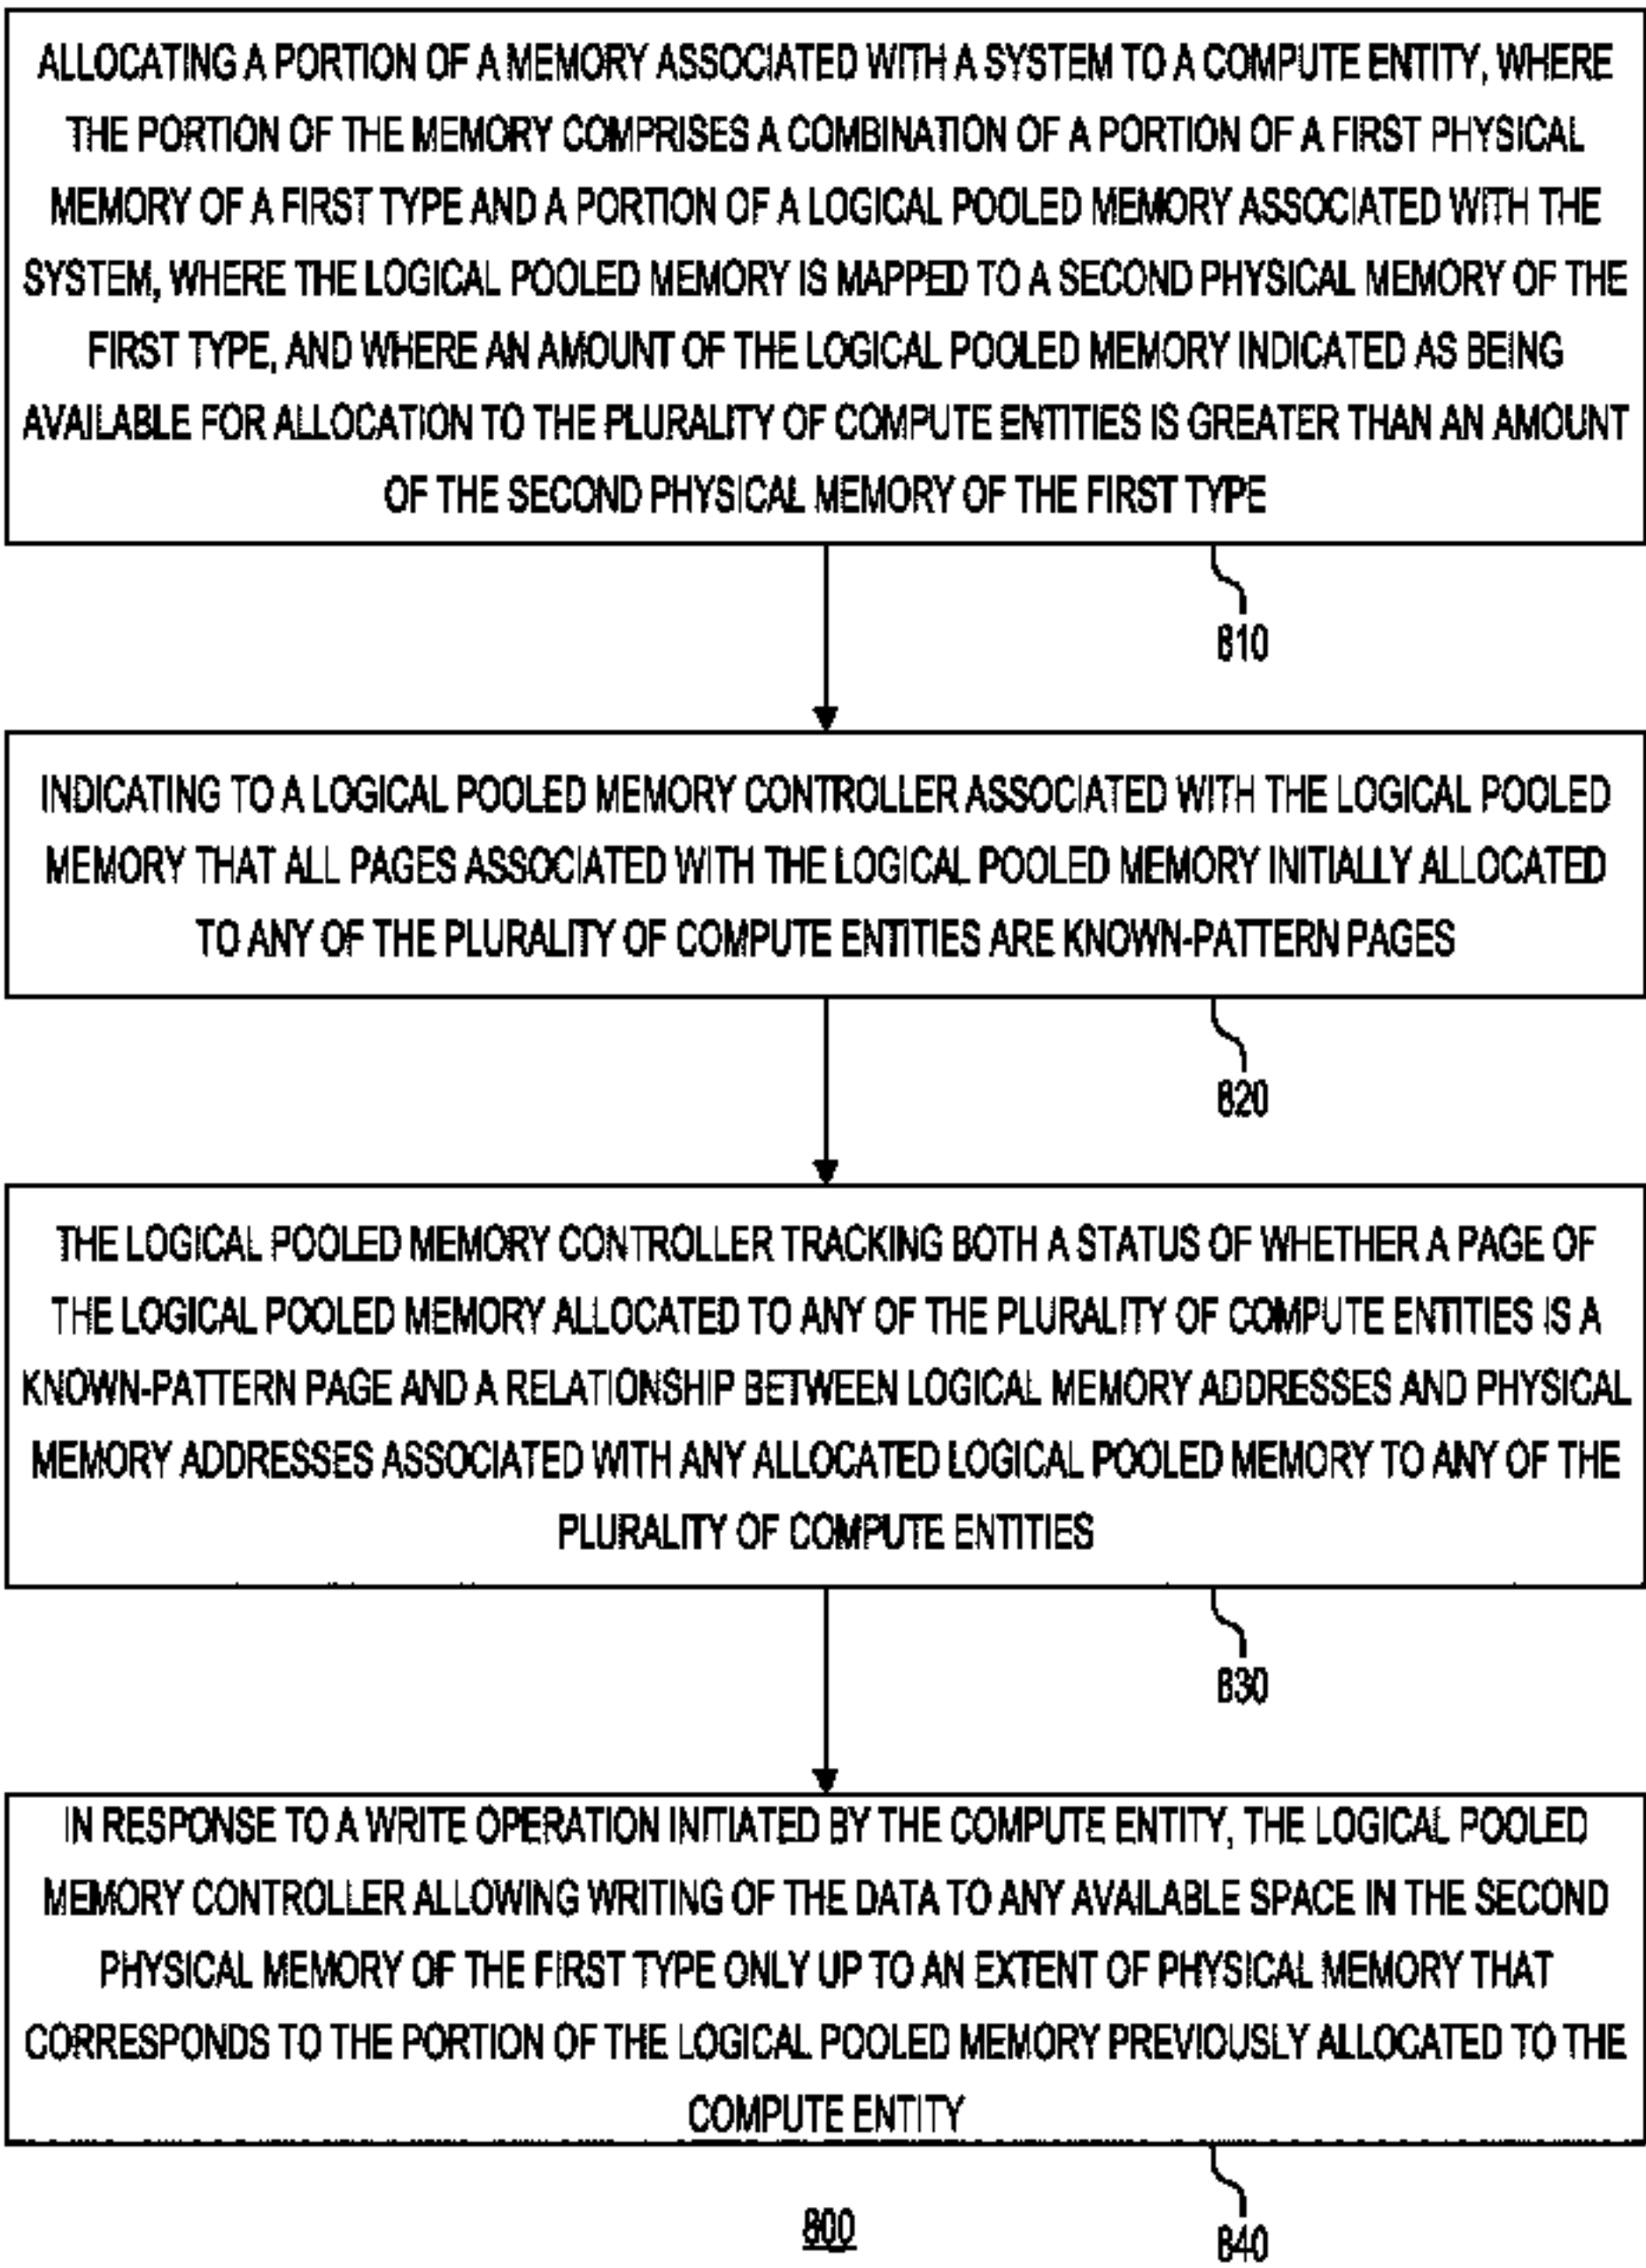 ALLOCATING A PORTION OF A MEMORY ASSOCIATED WITH A SYSTEM TO A COMPUTE ENTITY, WHERE
THE PORTION OF THE MEMORY COMPRISES A COMBINATION OF A PORTION OF A FIRST PHYSICAL
MEMORY OF A FIRST TYPE AND A PORTION OF A LOGICAL POOLED MEMORY ASSOCIATED WITH THE
SYSTEM, WHERE THE LOGICAL POOLED MEMORY IS MAPPED TO A SECOND PHYSICAL MEMORY OF THE
FIRST TYPE, AND WHERE AN AMOUNT OF THE LOGICAL POOLED MEMORY INDICATED AS BEING
AVAILABLE FOR ALLOCATION TO THE PLURALITY OF COMPUTE ENTITIES IS GREATER THAN AN AMOUNT
OF THE SECOND PHYSICAL MEMORY OF THE FIRST TYPE
810
INDICATING TO A LOGICAL POOLED MEMORY CONTROLLER ASSOCIATED WITH THE LOGICAL POOLED
MEMORY THAT ALL PAGES ASSOCIATED WITH THE LOGICAL POOLED MEMORY INITIALLY ALLOCATED
TO ANY OF THE PLURALITY OF COMPUTE ENTITIES ARE KNOWN-PATTERN PAGES
820
THE LOGICAL POOLED MEMORY CONTROLLER TRACKING BOTH A STATUS OF WHETHER A PAGE OF
THE LOGICAL POOLED MEMORY ALLOCATED TO ANY OF THE PLURALITY OF COMPUTE ENTITIES IS A
KNOWN-PATTERN PAGE AND A RELATIONSHIP BETWEEN LOGICAL MEMORY ADDRESSES AND PHYSICAL
MEMORY ADDRESSES ASSOCIATED WITH ANY ALLOCATED LOGICAL POOLED MEMORY TO ANY OF THE
PLURALITY OF COMPUTE ENTITIES
830
IN RESPONSE TO A WRITE OPERATION INITIATED BY THE COMPUTE ENTITY, THE LOGICAL POOLED
MEMORY CONTROLLER ALLOWING WRITING OF THE DATA TO ANY AVAILABLE SPACE IN THE SECOND
PHYSICAL MEMORY OF THE FIRST TYPE ONLY UP TO AN EXTENT OF PHYSICAL MEMORY THAT
CORRESPONDS TO THE PORTION OF THE LOGICAL POOLED MEMORY PREVIOUSLY ALLOCATED TO THE
COMPUTE ENTITY
840
800